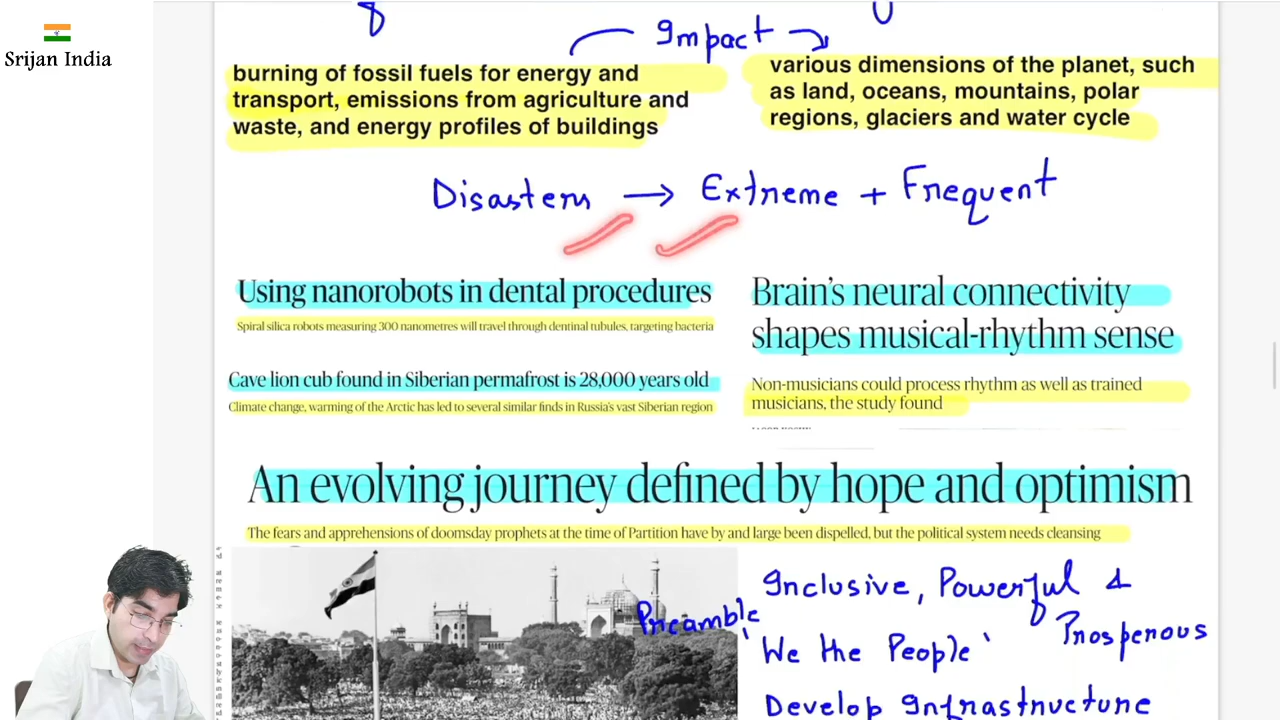 Srijan India
Impact
burning of fossil fuels for energy and
transport, emissions from agriculture and
waste, and energy profiles of buildings
various dimensions of the planet, such
as land, oceans, mountains, polar
regions, glaciers and water cycle
Disasters → Extreme + Frequent
Using nanorobots in dental procedures
Spiral silica robots measuring 300 nanometres will travel through dentinal tubules, targeting bacteria
Cave lion cub found in Siberian permafrost is 28,000 years old
Climate change, warming of the Arctic has led to several similar finds in Russia's vast Siberian region
Brain's neural connectivity
shapes musical-rhythm sense
Non-musicians could process rhythm as well as trained
musicians, the study found
An evolving journey defined by hope and optimism
The fears and apprehensions of doomsday prophets at the time of Partition have by and large been dispelled, but the political system needs cleansing
Inclusive, Powerful &
Prosperous
Preamble
'We the People'
Develop Infrastructure